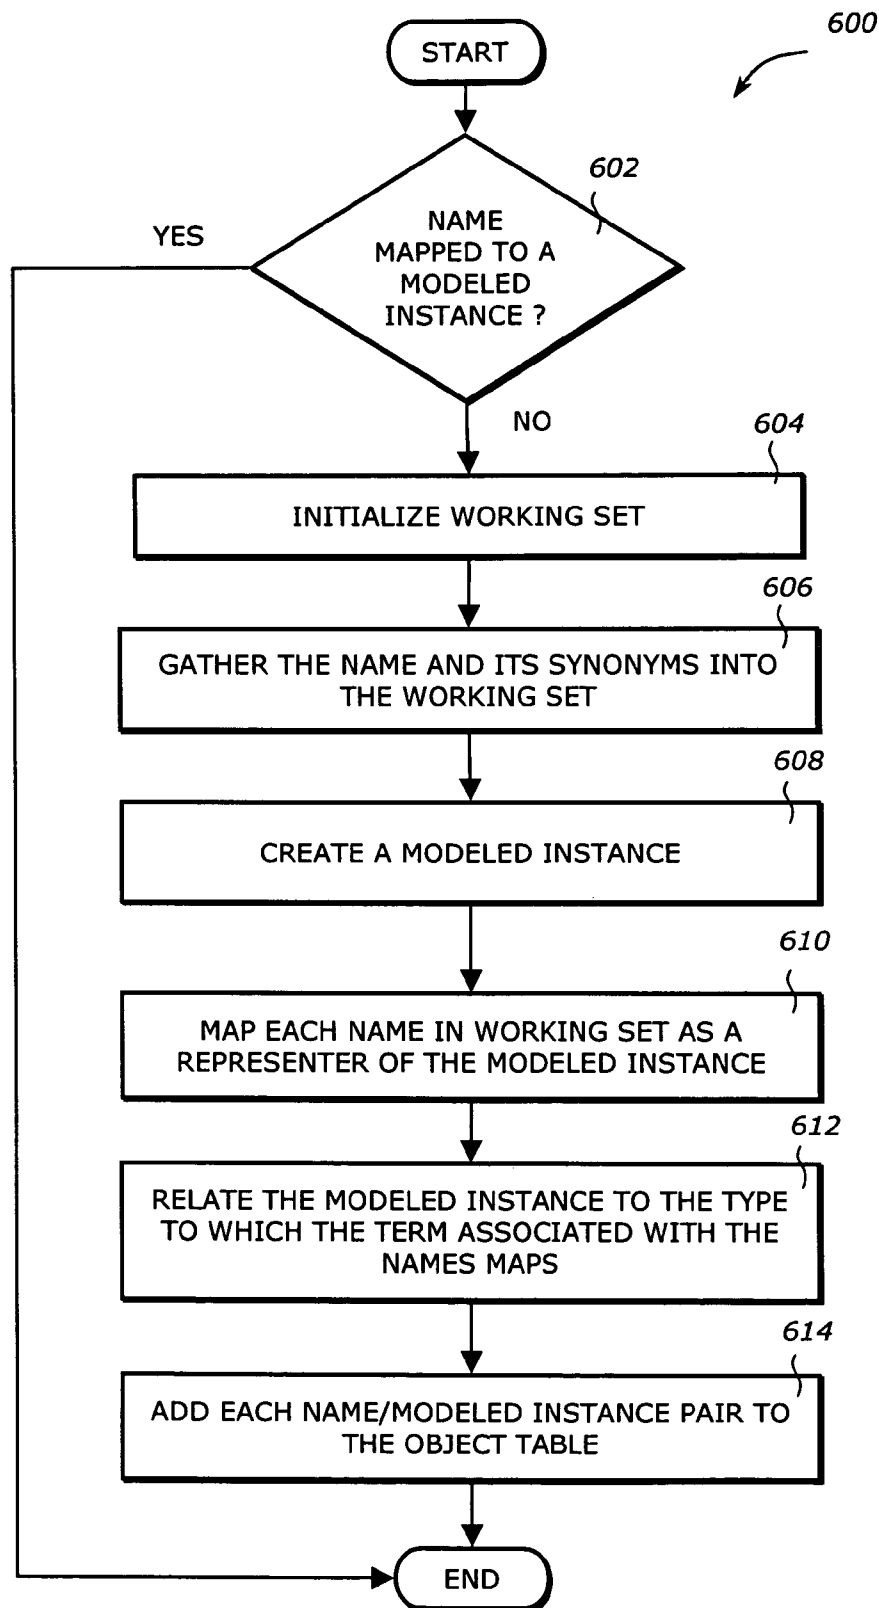 600
START
602
NAME
MAPPED TO A
MODELED
INSTANCE ?
YES
NO
604
INITIALIZE WORKING SET
606
GATHER THE NAME AND ITS SYNONYMS INTO
THE WORKING SET
608
CREATE A MODELED INSTANCE
610
MAP EACH NAME IN WORKING SET AS A
REPRESENTER OF THE MODELED INSTANCE
612
RELATE THE MODELED INSTANCE TO THE TYPE
TO WHICH THE TERM ASSOCIATED WITH THE
NAMES MAPS
614
ADD EACH NAME/MODELED INSTANCE PAIR TO
THE OBJECT TABLE
END